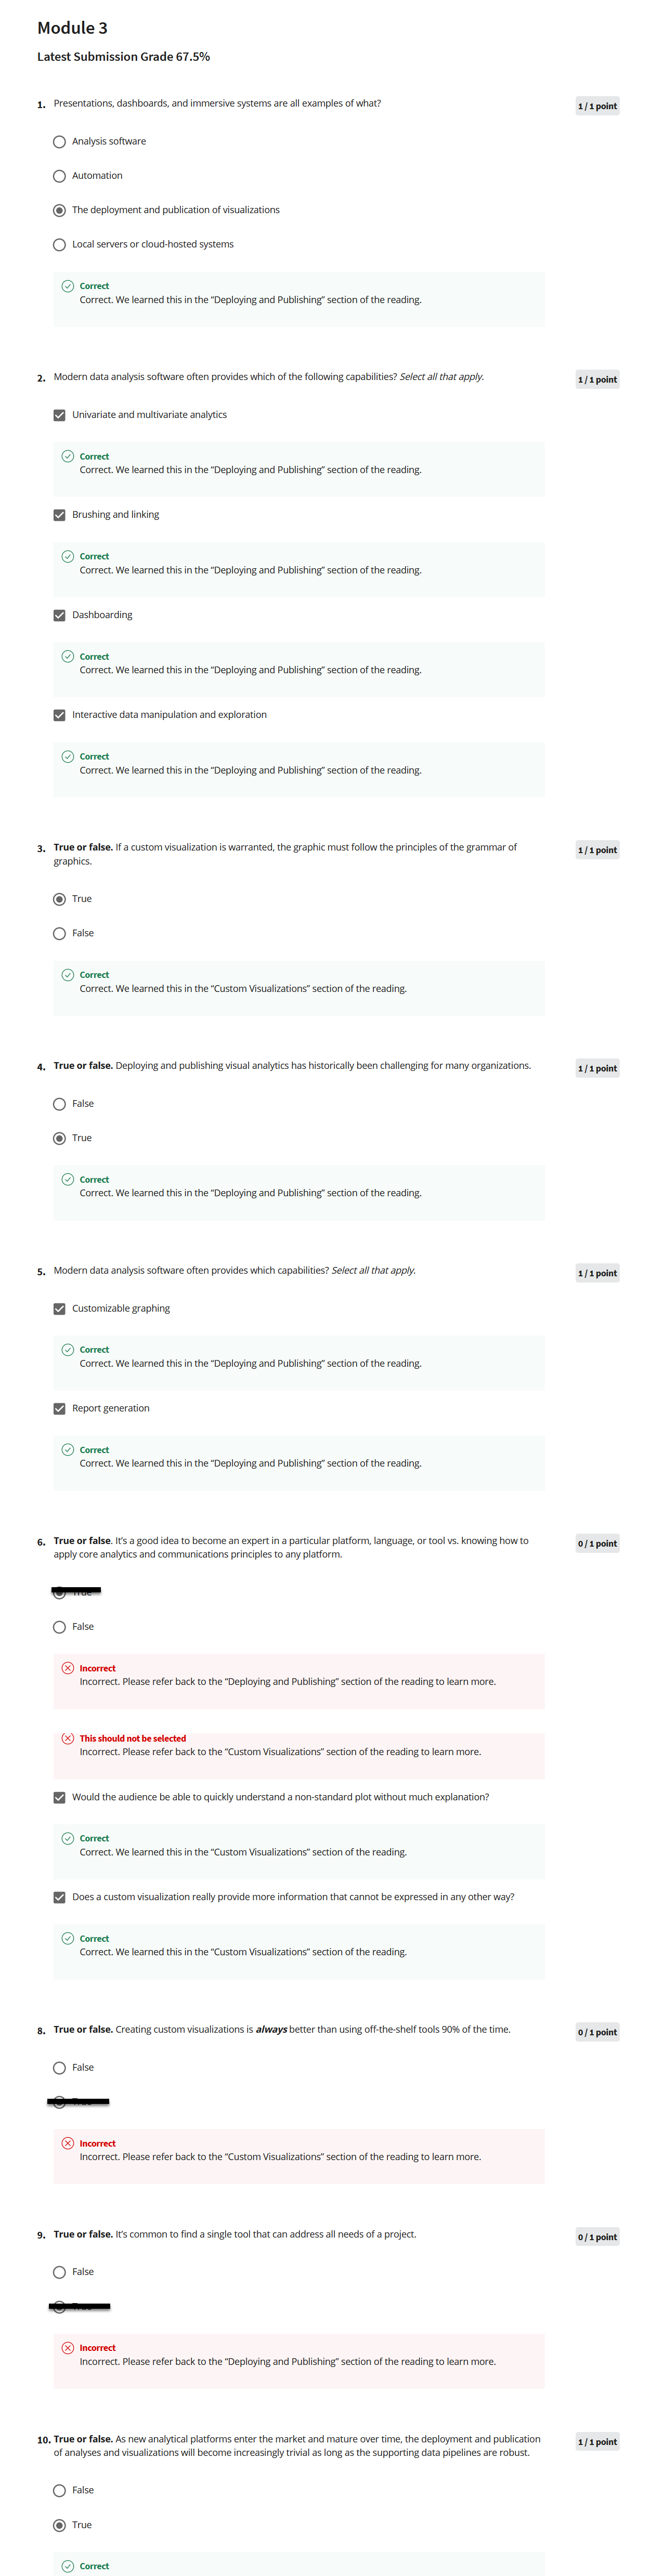 Module 3
Latest Submission Grade 67.5%
1. Presentations, dashboards, and immersive systems are all examples of what?
1 / 1 point
Analysis software
Automation
The deployment and publication of visualizations
Local servers or cloud-hosted systems
Correct
Correct. We learned this in the “Deploying and Publishing” section of the reading.
2. Modern data analysis software often provides which of the following capabilities? Select all that apply.
1 / 1 point
Univariate and multivariate analytics
Correct
Correct. We learned this in the “Deploying and Publishing” section of the reading.
Brushing and linking
Correct
Correct. We learned this in the “Deploying and Publishing” section of the reading.
Dashboarding
Correct
Correct. We learned this in the “Deploying and Publishing” section of the reading.
Interactive data manipulation and exploration
Correct
Correct. We learned this in the “Deploying and Publishing” section of the reading.
3. True or false. If a custom visualization is warranted, the graphic must follow the principles of the grammar of
graphics.
1 / 1 point
True
False
Correct
Correct. We learned this in the “Custom Visualizations” section of the reading.
4. True or false. Deploying and publishing visual analytics has historically been challenging for many organizations.
1 / 1 point
False
True
Correct
Correct. We learned this in the “Deploying and Publishing” section of the reading.
5. Modern data analysis software often provides which capabilities? Select all that apply.
1 / 1 point
Customizable graphing
Correct
Correct. We learned this in the “Deploying and Publishing” section of the reading.
Report generation
Correct
Correct. We learned this in the “Deploying and Publishing” section of the reading.
6. True or false. It’s a good idea to become an expert in a particular platform, language, or tool vs. knowing how to
apply core analytics and communications principles to any platform.
0 / 1 point
False
Incorrect
Incorrect. Please refer back to the “Deploying and Publishing” section of the reading to learn more.
This should not be selected
Incorrect. Please refer back to the “Custom Visualizations” section of the reading to learn more.
Would the audience be able to quickly understand a non-standard plot without much explanation?
Correct
Correct. We learned this in the “Custom Visualizations” section of the reading.
Does a custom visualization really provide more information that cannot be expressed in any other way?
Correct
Correct. We learned this in the “Custom Visualizations” section of the reading.
8. True or false. Creating custom visualizations is always better than using off-the-shelf tools 90% of the time.
0 / 1 point
False
Incorrect
Incorrect. Please refer back to the “Custom Visualizations” section of the reading to learn more.
9. True or false. It’s common to find a single tool that can address all needs of a project.
0 / 1 point
False
Incorrect
Incorrect. Please refer back to the “Deploying and Publishing” section of the reading to learn more.
10. True or false. As new analytical platforms enter the market and mature over time, the deployment and publication
of analyses and visualizations will become increasingly trivial as long as the supporting data pipelines are robust.
1 / 1 point
False
True
Correct